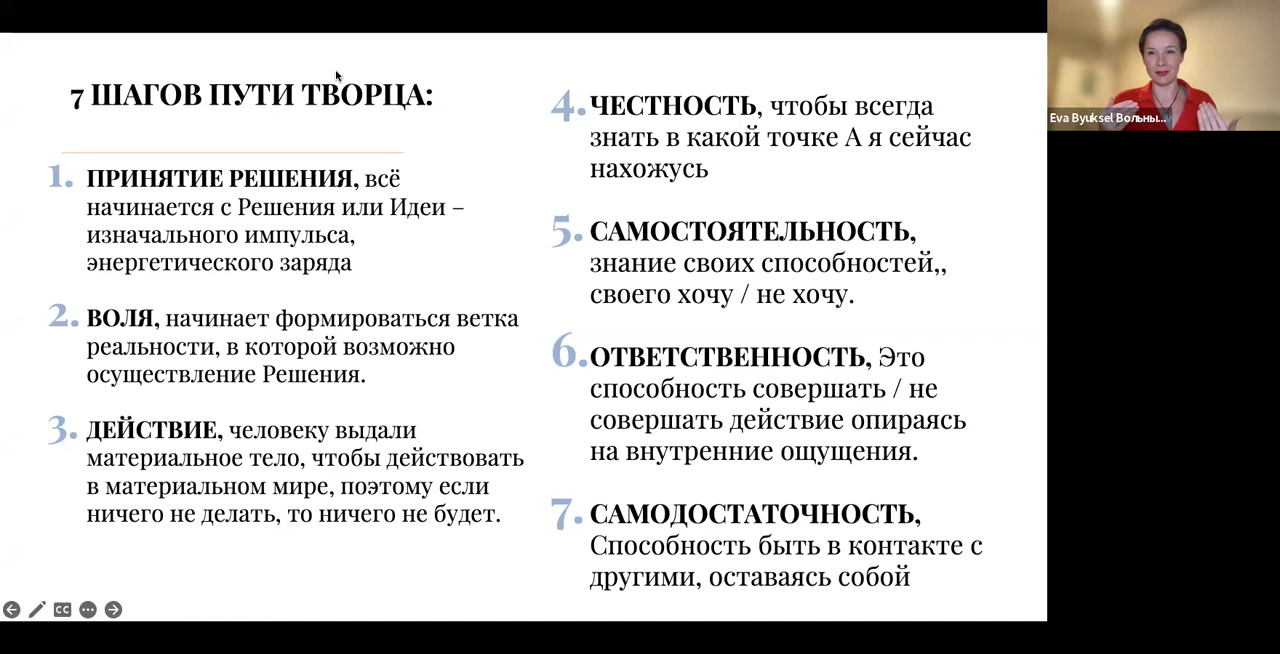 7 ШАГОВ ПУТИ ТВОРЦА:
1. ПРИНЯТИЕ РЕШЕНИЯ, всё
начинается с Решения или Идеи –
изначального импульса,
энергетического заряда
2. ВОЛЯ, начинает формироваться ветка
реальности, в которой возможно
осуществление Решения.
3. ДЕЙСТВИЕ, человеку выдали
материальное тело, чтобы действовать
в материальном мире, поэтому если
ничего не делать, то ничего не будет.
4. ЧЕСТНОСТЬ, чтобы всегда
знать в какой точке А я сейчас
нахожусь
5. САМОСТОЯТЕЛЬНОСТЬ,
знание своих способностей,,
своего хочу / не хочу.
6. ОТВЕТСТВЕННОСТЬ, Это
способность совершать / не
совершать действие опираясь
на внутренние ощущения.
7. САМОДОСТАТОЧНОСТЬ,
Способность быть в контакте с
другими, оставаясь собой
Eva Byuksel Вольны...
CC